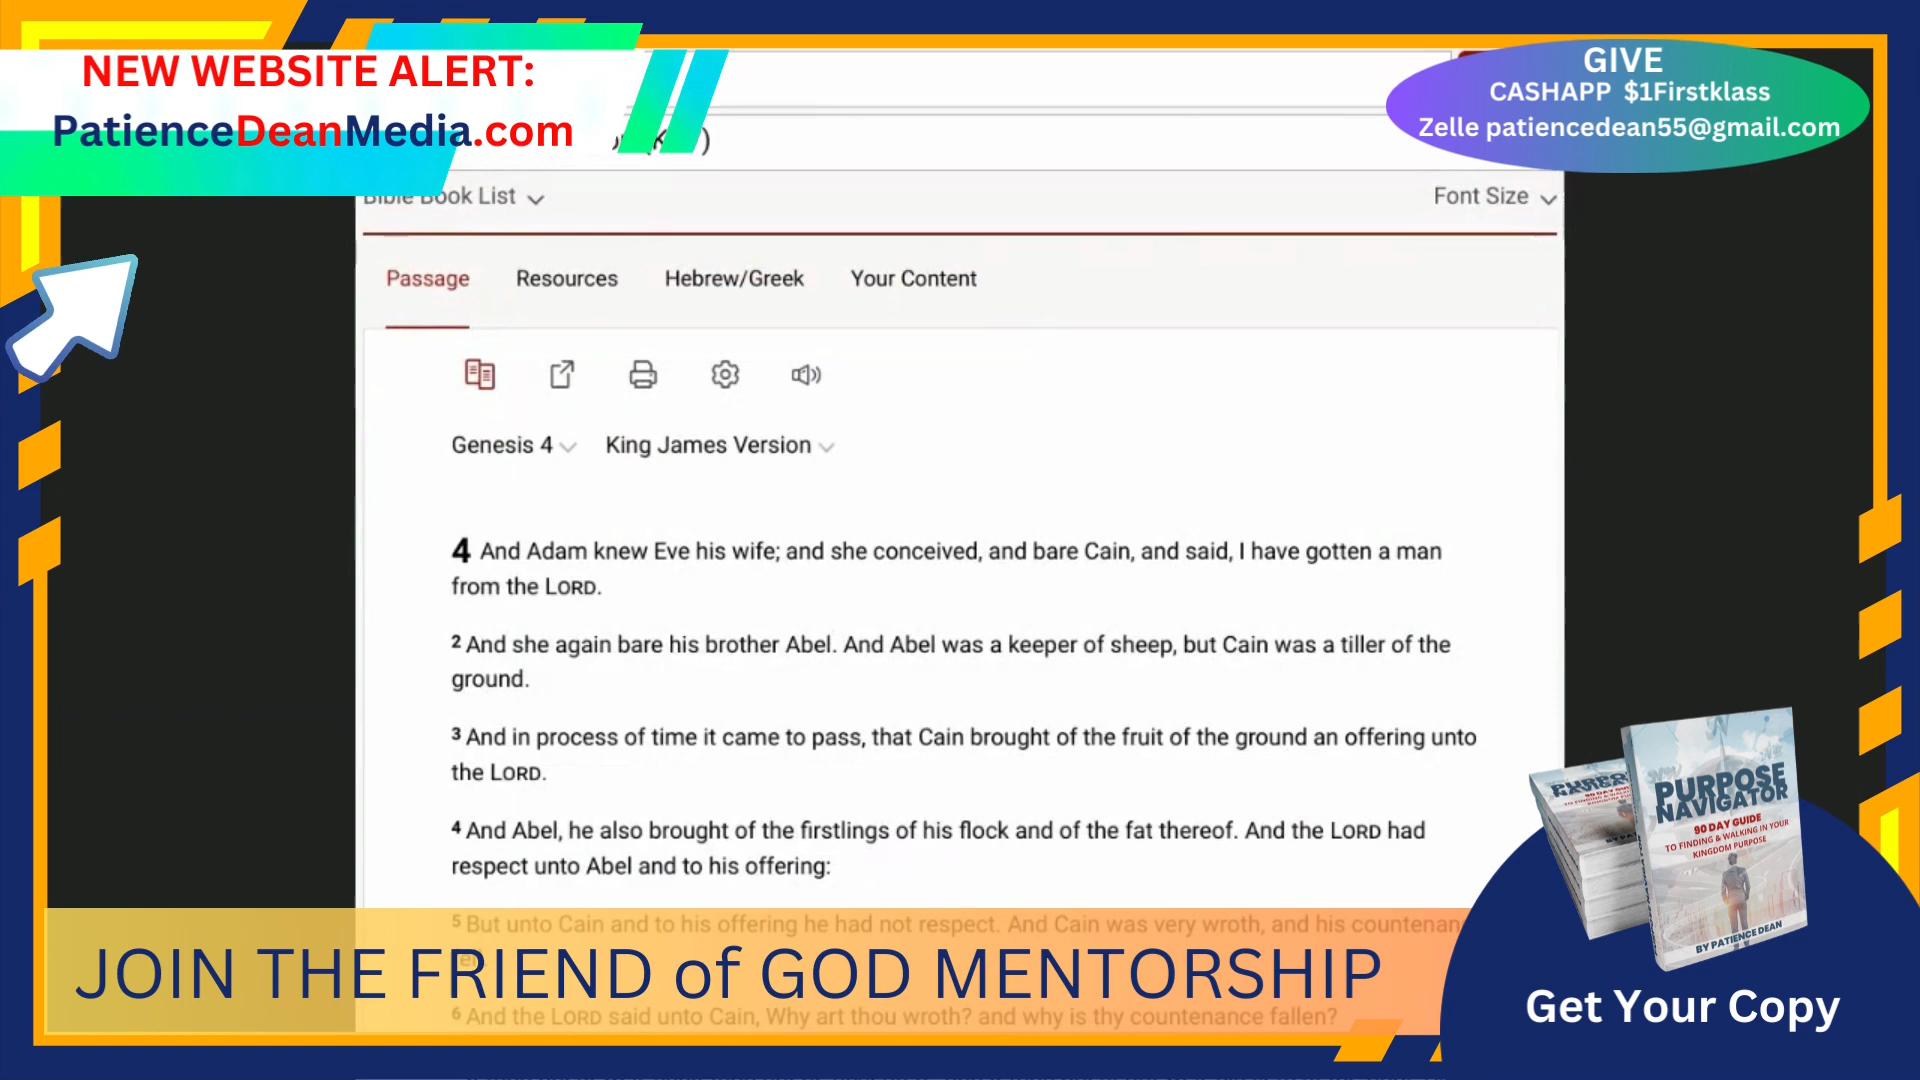 NEW WEBSITE ALERT:
PatienceDeanMedia.com
GIVE
CASHAPP $1Firstklass
Zelle patiencedean55@gmail.com
Bible Book List
Font Size
Passage Resources Hebrew/Greek Your Content
Genesis 4 King James Version
4 And Adam knew Eve his wife; and she conceived, and bare Cain, and said, I have gotten a man
from the LORD.
2 And she again bare his brother Abel. And Abel was a keeper of sheep, but Cain was a tiller of the
ground.
3 And in process of time it came to pass, that Cain brought of the fruit of the ground an offering unto
the LORD.
4 And Abel, he also brought of the firstlings of his flock and of the fat thereof. And the LORD had
respect unto Abel and to his offering:
5 But unto Cain and to his offering he had not respect. And Cain was very wroth, and his
JOIN THE FRIEND of GOD MENTORSHIP
6 And the LORD said unto Cain, Why art thou wroth? and why is thy countenance fallen?
PURPOSE
NAVIGATOR
90 DAY GUIDE
TO FINDING & WALKING IN YOUR
KINGDOM PURPOSE
BY PATIENCE DEAN
Get Your Copy